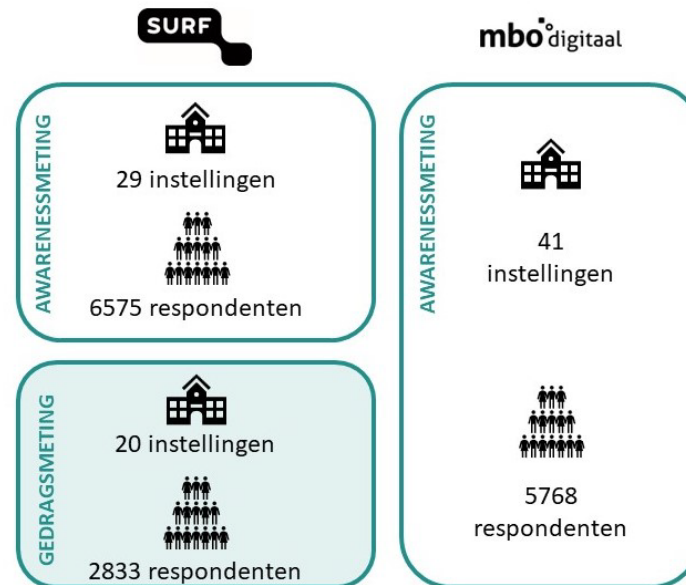 SURF
mbo digitaal
AWARENESSMETING
29 instellingen
6575 respondenten
GEDRAGSMETING
20 instellingen
2833 respondenten
AWARENESSMETING
41
instellingen
5768
respondenten